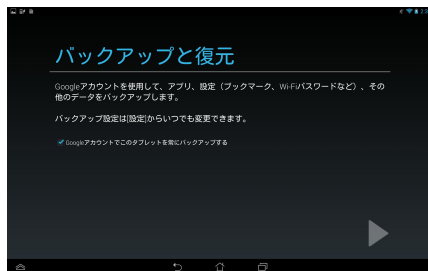 バックアップと復元
Googleアカウントを使用して、アプリ、設定（ブックマーク、Wi-Fiパスワードなど）、その
他のデータをバックアップします。
バックアップ設定は[設定]からいつでも変更できます。
Googleアカウントでこのタブレットを常にバックアップする